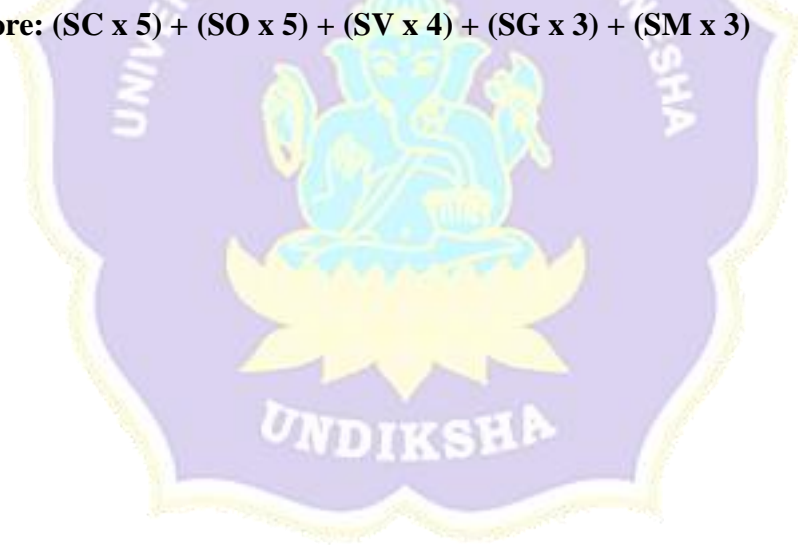 ore: (SC x 5) + (SO x 5) + (SV x 4) + (SG x 3) + (SM x 3)
UNDIKSHA